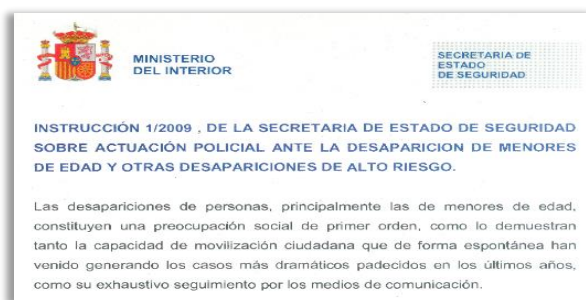 MINISTERIO
DEL INTERIOR
SECRETARIA DE
ESTADO
DE SEGURIDAD
INSTRUCCIÓN 1/2009 , DE LA SECRETARIA DE ESTADO DE SEGURIDAD
SOBRE ACTUACIÓN POLICIAL ANTE LA DESAPARICION DE MENORES
DE EDAD Y OTRAS DESAPARICIONES DE ALTO RIESGO.
Las desapariciones de personas, principalmente las de menores de edad,
constituyen una preocupación social de primer orden, como lo demuestran
tanto la capacidad de movilización ciudadana que de forma espontánea han
venido generando los casos más dramáticos padecidos en los últimos años,
como su exhaustivo seguimiento por los medios de comunicación.